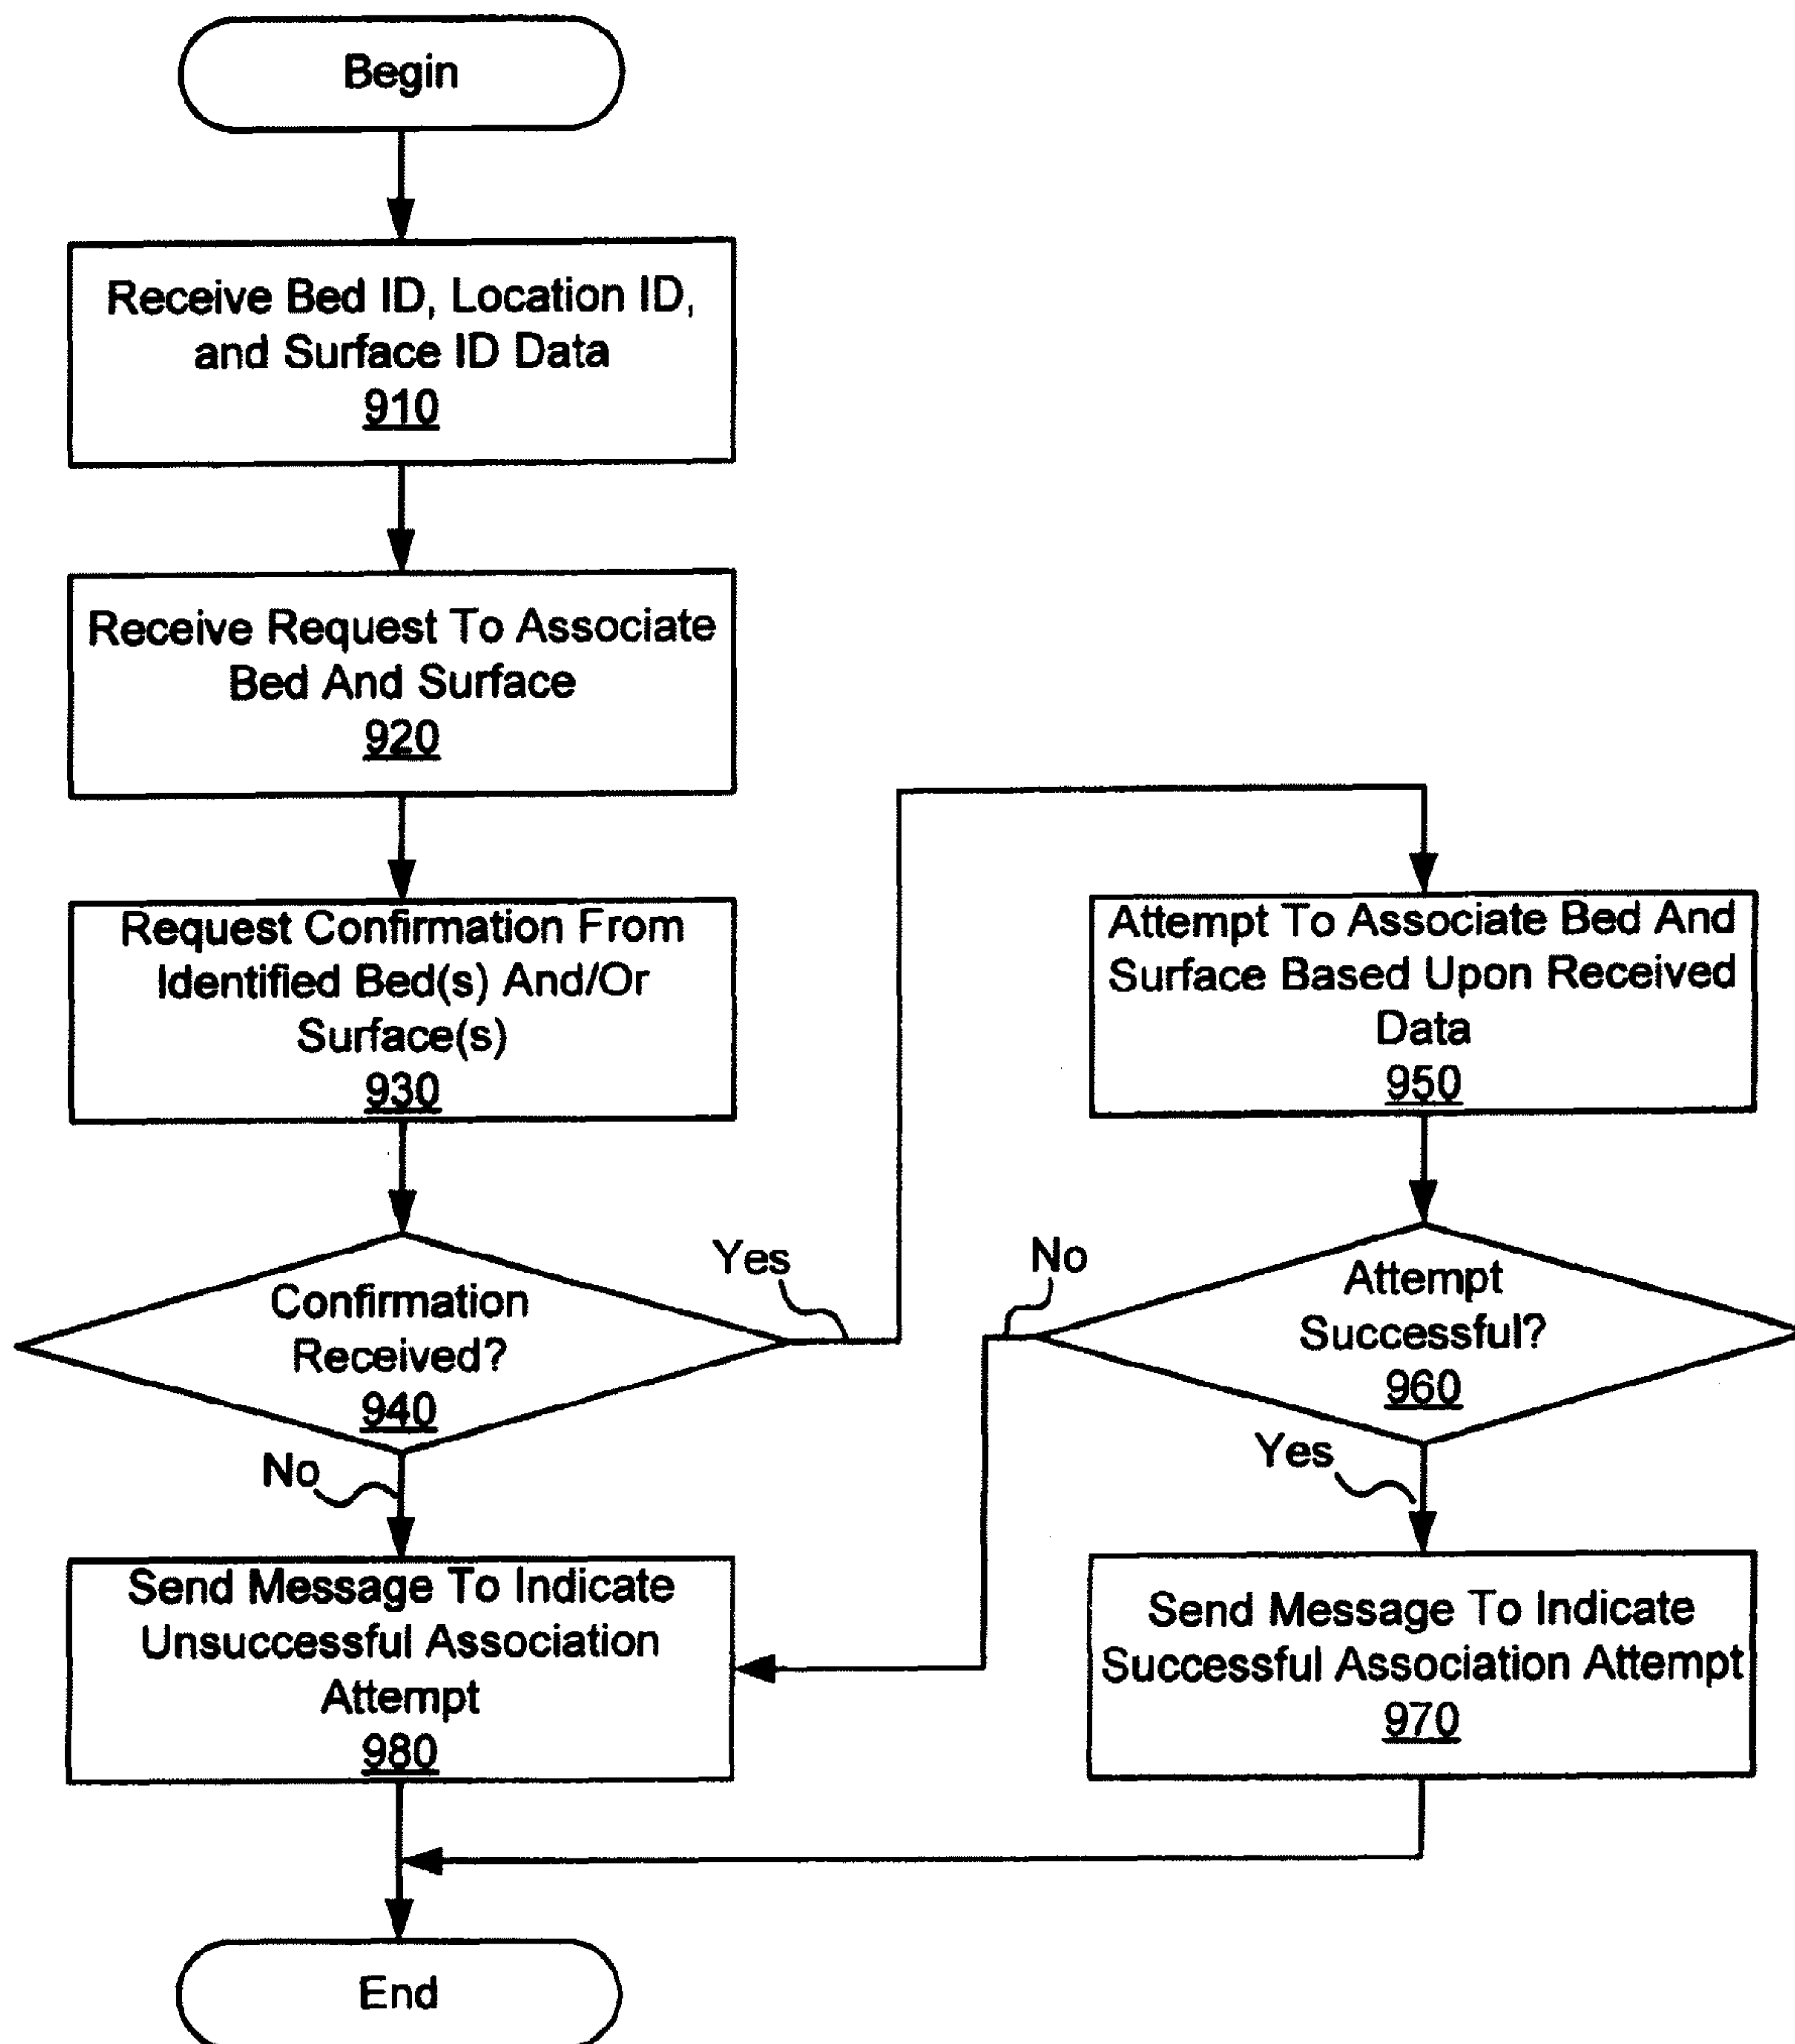 Begin
Receive Bed ID, Location ID,
and Surface ID Data
910
Receive Request To Associate
Bed And Surface
920
Request Confirmation From
Identified Bed(s) And/Or
Surface(s)
930
Confirmation
Received?
940
Yes
No
Attempt To Associate Bed And
Surface Based Upon Received
Data
950
Attempt
Successful?
960
No
Yes
Send Message To Indicate
Successful Association Attempt
970
Send Message To Indicate
Unsuccessful Association
Attempt
980
End